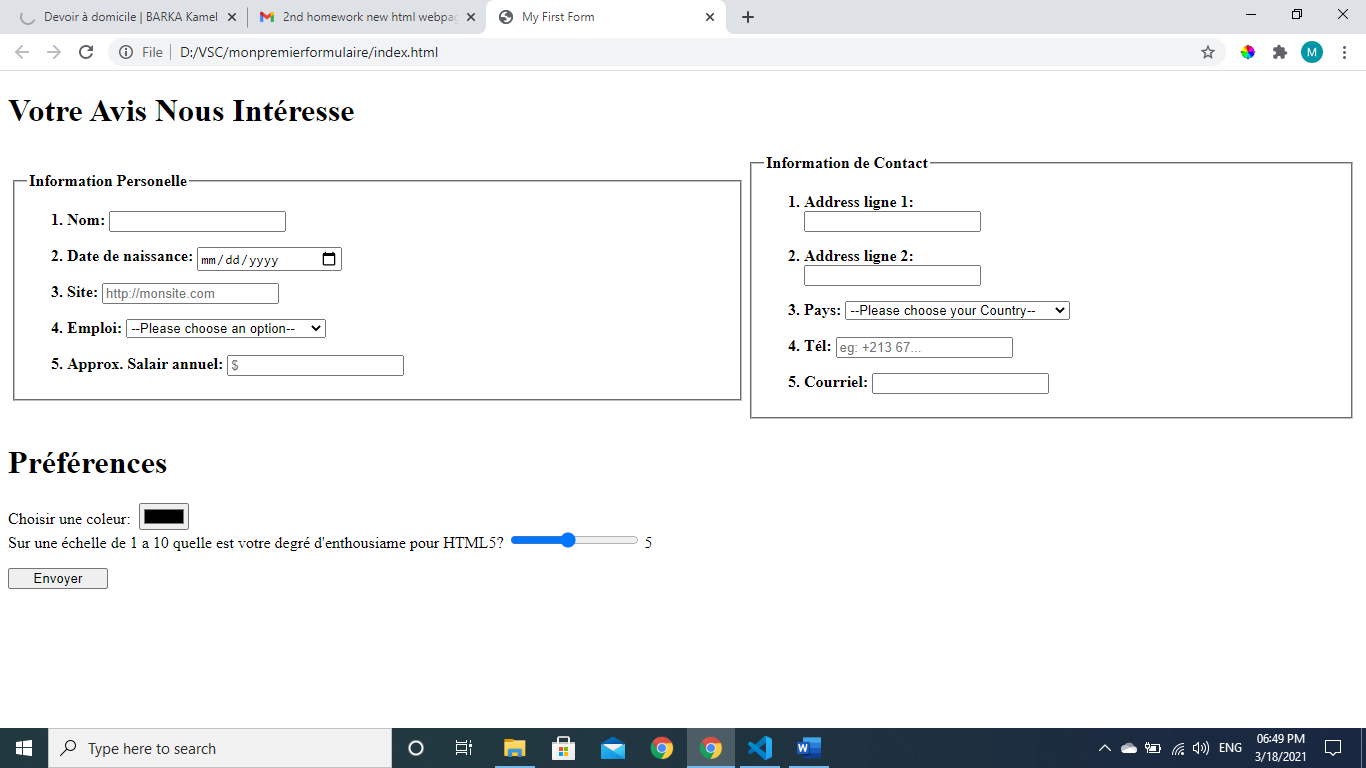 Devoir à domicile | BARKA Kamel
2nd homework new html webpag
My First Form
File
D:/VSC/monpremierformulaire/index.html
M
Votre Avis Nous Intéresse
Information Personelle
1. Nom:
2. Date de naissance: mm/dd/yyyy
3. Site: http://monsite.com
4. Emploi: --Please choose an option--
5. Approx. Salair annuel: $
Information de Contact
1. Address ligne 1:
2. Address ligne 2:
3. Pays: --Please choose your Country--
4. Tél: eg: +213 67...
5. Courriel:
Préférences
Choisir une coleur:
Sur une échelle de 1 a 10 quelle est votre degré d'enthousiame pour HTML5? 5
Envoyer
Type here to search
ENG
06:49 PM
3/18/2021